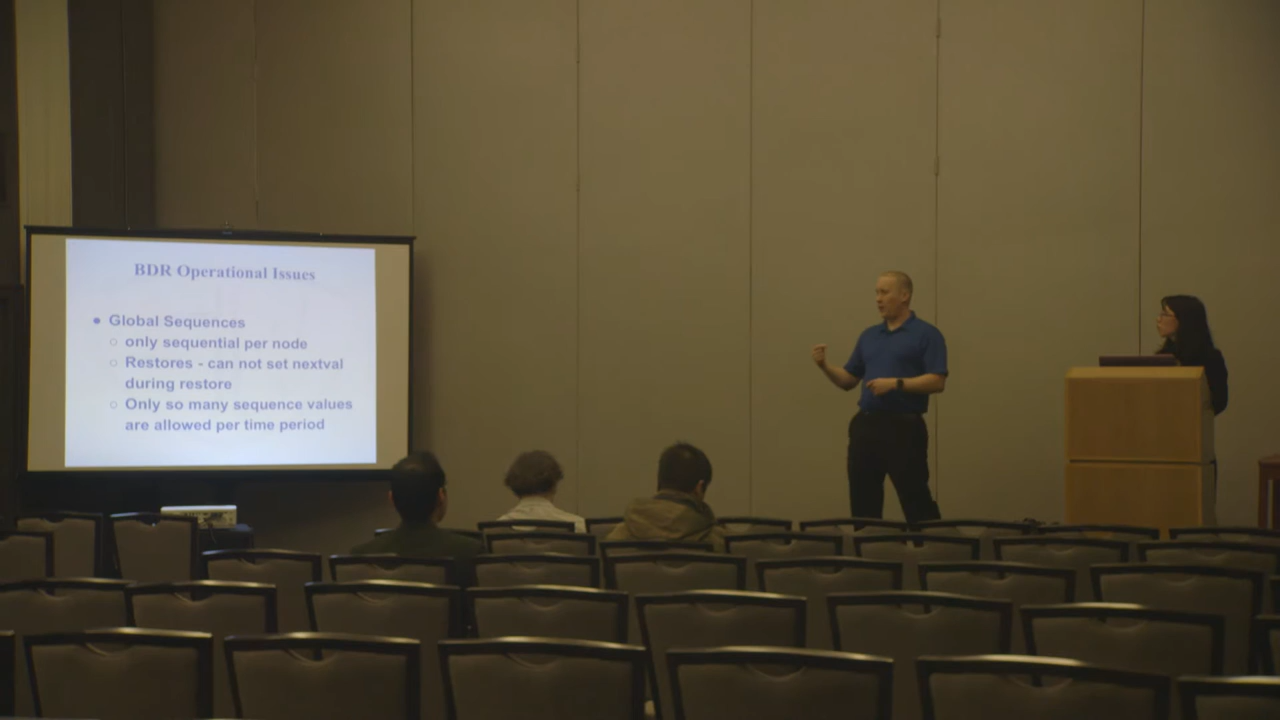 BDR Operational Issues
● Global Sequences
○ only sequential per node
○ Restores - can not set nextval
during restore
○ Only so many sequence values
are allowed per time period